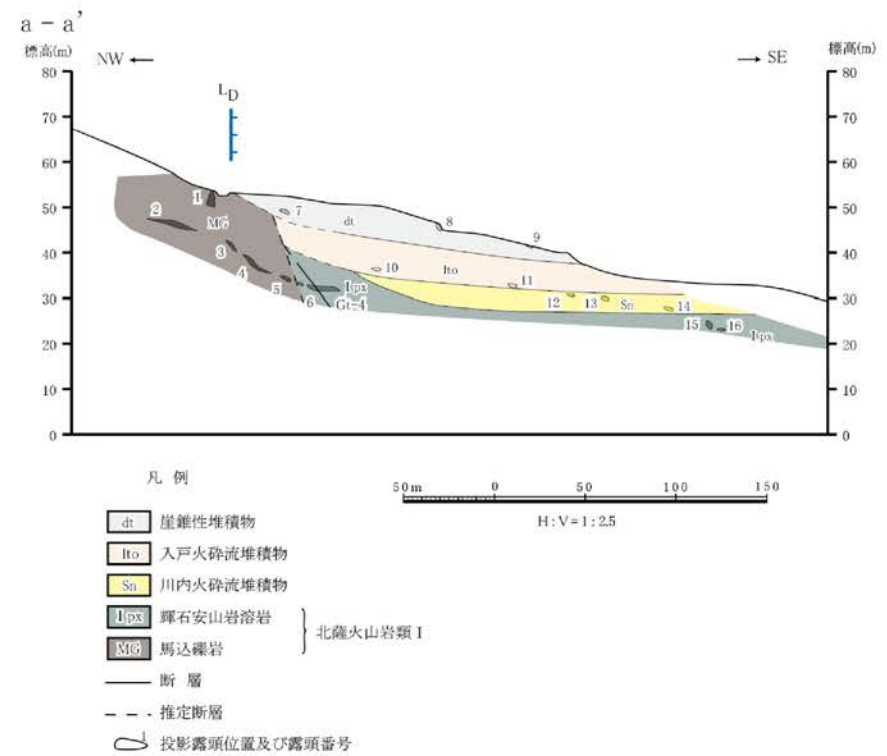 a－a’
標高(m)
NW ←
→ SE
標高(m)
80
70
60
50
40
30
20
10
0
80
70
60
50
40
30
20
10
0
LD
1
2
MG
3
4
5
6
7
dt
8
9
Ito
10
11
Ipx
Gt-4
12
13
Sn
14
15
16
Ipx
凡 例
50m 0 50 100 150
H:V=1:2.5
dt 崖錐性堆積物
Ito 入戸火砕流堆積物
Sn 川内火砕流堆積物
Ipx 輝石安山岩溶岩
北薩火山岩類Ⅰ
MG 馬込礫岩
断 層
推定断層
1 投影露頭位置及び露頭番号